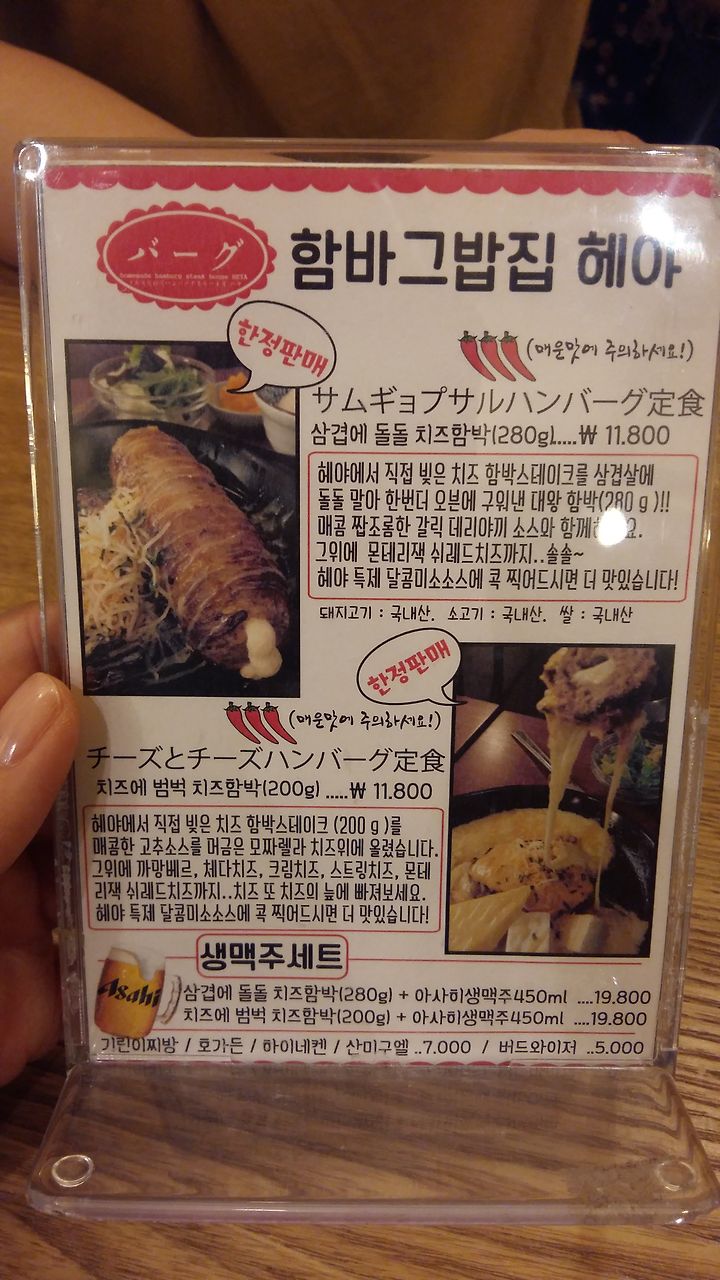 バーグ
homemade hamburg steak house HEYA
함바그밥집 헤야
한정판매
(매운맛에 주의하세요!)
サムギョプサルハンバーグ定食
삼겹에 돌돌 치즈함박(280g).....₩ 11.800
헤야에서 직접 빚은 치즈 함박스테이크를 삼겹살에
돌돌 말아 한번더 오븐에 구워낸 대왕 함박(280 g )!!
매콤 짭조롬한 갈릭 데리야끼 소스와 함께
그위에 몬테리잭 쉬레드치즈까지..솔솔~
헤야 특제 달콤미소소스에 콕 찍어드시면 더 맛있습니다!
돼지고기 : 국내산. 소고기 : 국내산. 쌀 : 국내산
한정판매
(매운맛에 주의하세요!)
チーズとチーズハンバーグ定食
치즈에 범벅 치즈함박(200g) .....₩ 11.800
헤야에서 직접 빚은 치즈 함박스테이크 (200 g )를
매콤한 고추소스를 머금은 모짜렐라 치즈위에 올렸습니다.
그위에 까망베르, 체다치즈, 크링치즈, 스트링치즈, 몬테
리잭 쉬레드치즈까지..치즈 또 치즈의 늪에 빠져보세요.
헤야 특제 달콤미소소스에 콕 찍어드시면 더 맛있습니다!
생맥주세트
Asahi
삼겹에 돌돌 치즈함박(280g) + 아사히생맥주450ml ....19.800
치즈에 범벅 치즈함박(200g) + 아사히생맥주450ml ....19.800
기린이찌방 / 호가든 / 하이네켄 / 산미구엘 ..7.000 / 버드와이저 ..5.000